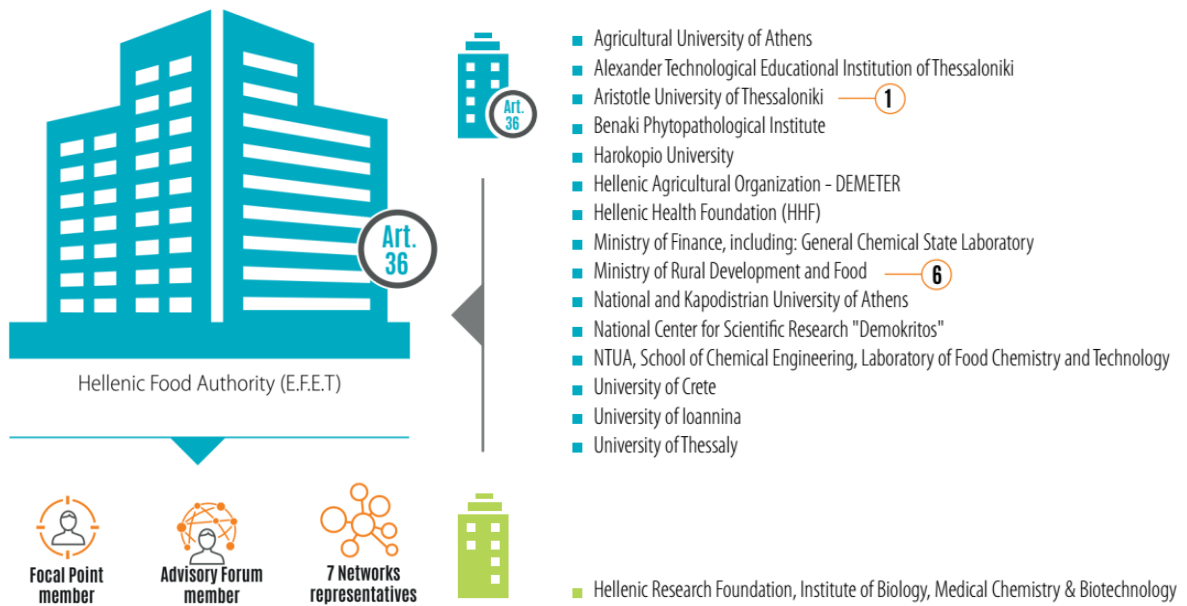 Art.
36
Hellenic Food Authority (E.F.E.T)
Focal Point
member
Advisory Forum
member
7 Networks
representatives
Art.
36
Agricultural University of Athens
Alexander Technological Educational Institution of Thessaloniki
Aristotle University of Thessaloniki 1
Benaki Phytopathological Institute
Harokopio University
Hellenic Agricultural Organization - DEMETER
Hellenic Health Foundation (HHF)
Ministry of Finance, including: General Chemical State Laboratory
Ministry of Rural Development and Food 6
National and Kapodistrian University of Athens
National Center for Scientific Research "Demokritos"
NTUA, School of Chemical Engineering, Laboratory of Food Chemistry and Technology
University of Crete
University of Ioannina
University of Thessaly
Hellenic Research Foundation, Institute of Biology, Medical Chemistry & Biotechnology